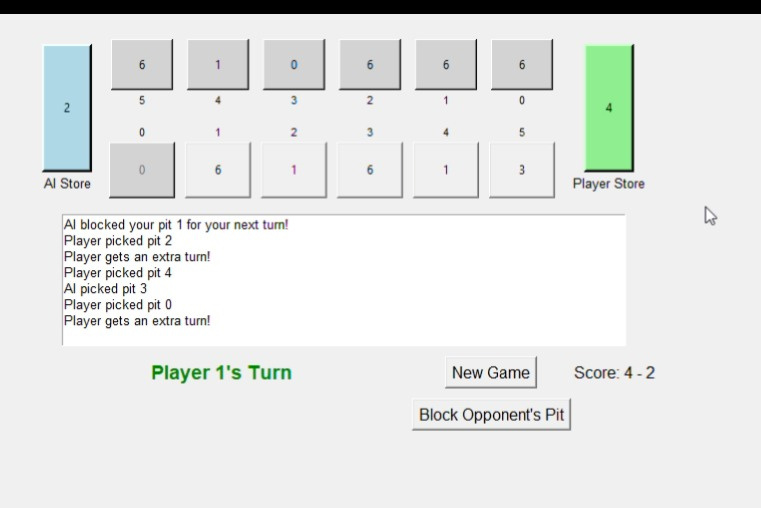 6 1 0 6 6 6
2
5 4 3 2 1 0
4
0 1 2 3 4 5
0 6 1 6 1 3
AI Store
Player Store
AI blocked your pit 1 for your next turn!
Player picked pit 2
Player gets an extra turn!
Player picked pit 4
AI picked pit 3
Player picked pit 0
Player gets an extra turn!
Player 1's Turn
New Game
Score: 4 - 2
Block Opponent's Pit